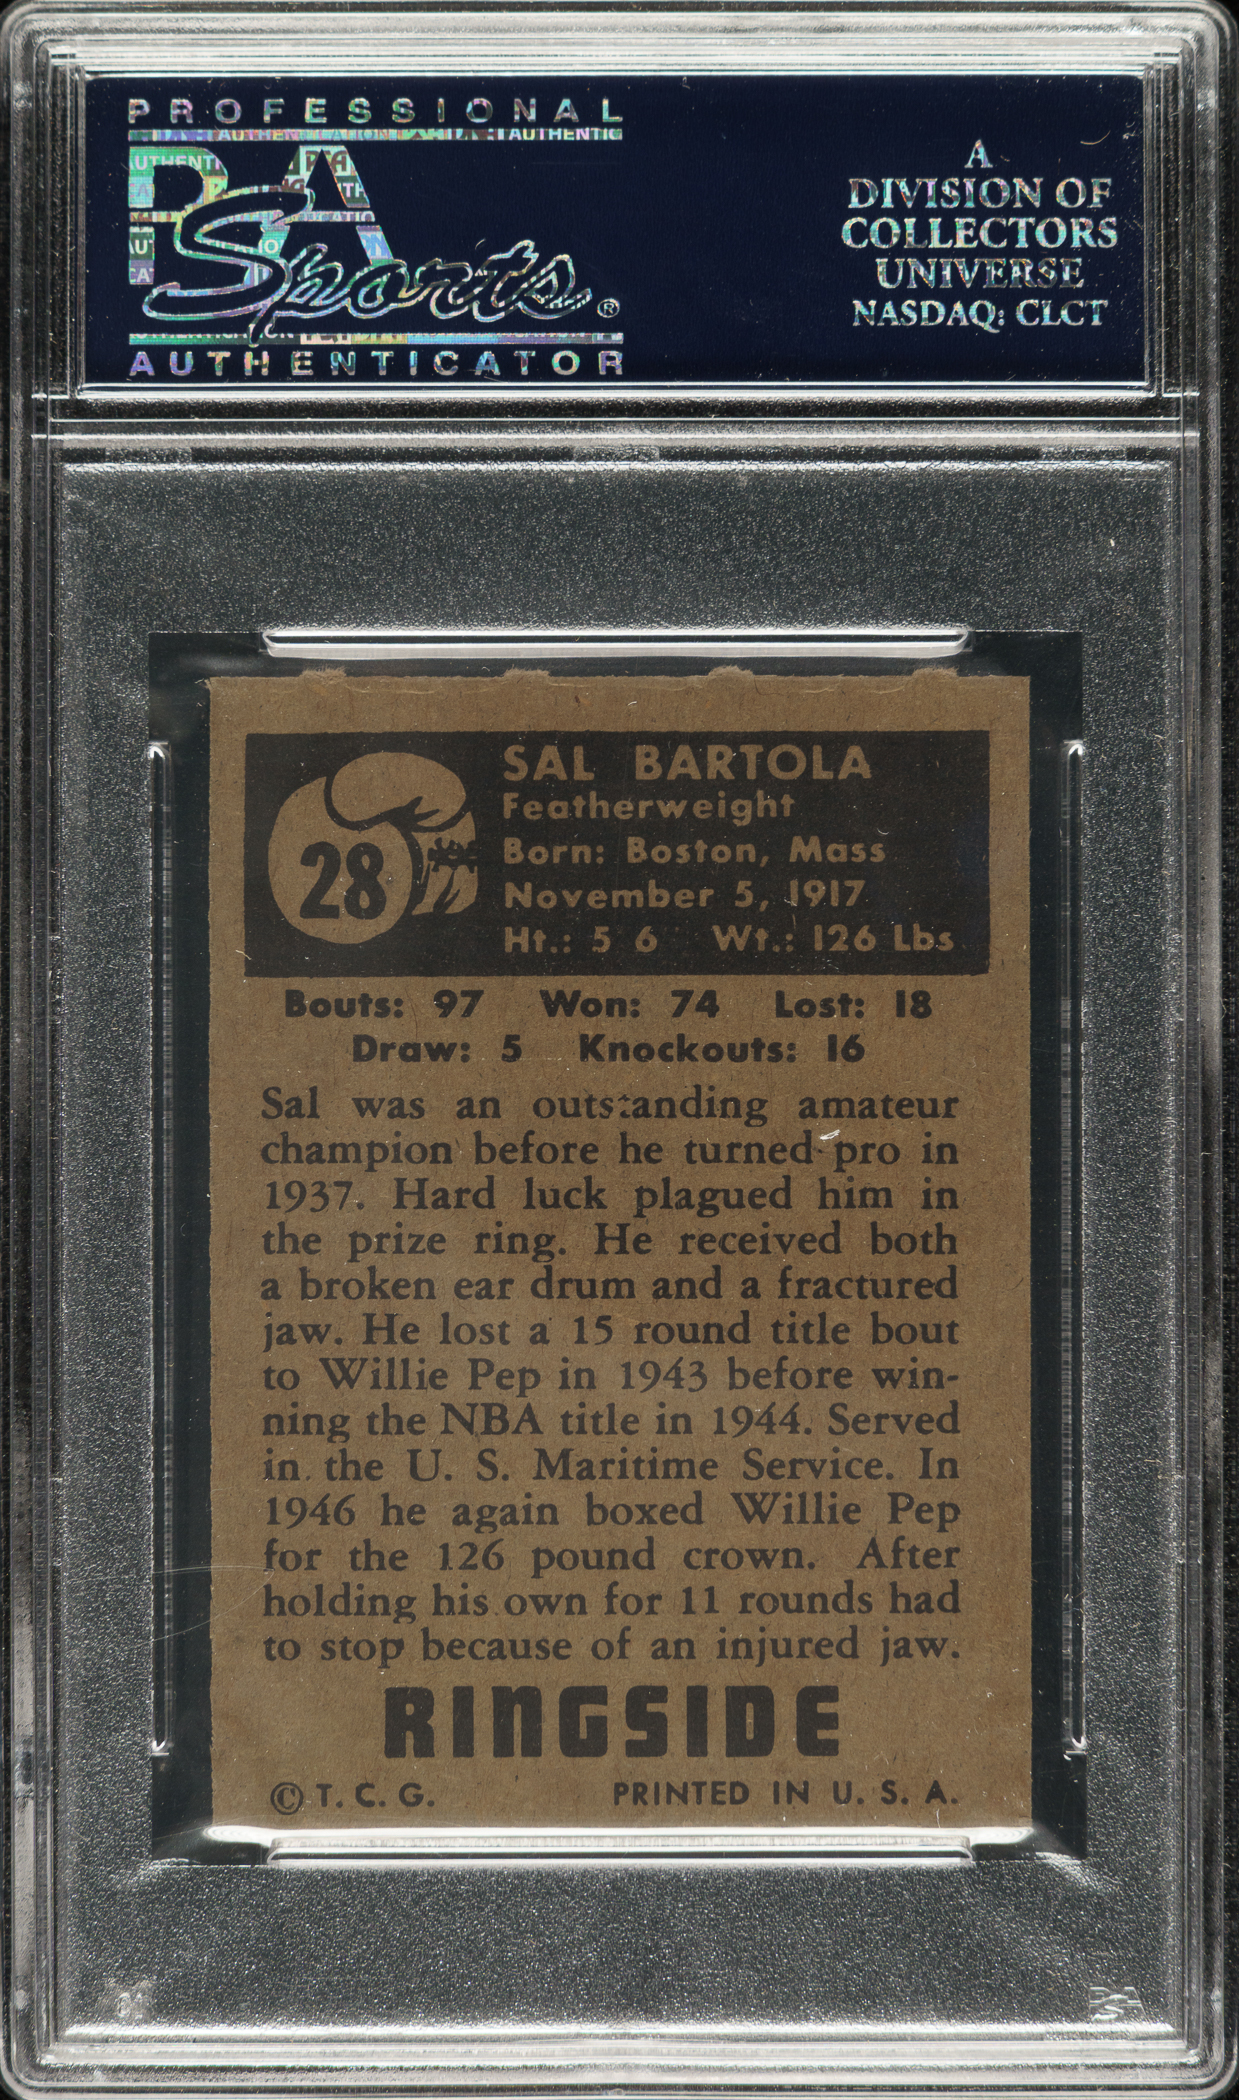 PROFESSIONAL
PSA
Sports®
AUTHENTICATOR
A
DIVISION OF
COLLECTORS
UNIVERSE
NASDAQ: CLCT
28
SAL BARTOLA
Featherweight
Born: Boston, Mass
November 5, 1917
Ht.: 5 6 Wt.: 126 Lbs
Bouts: 97 Won: 74 Lost: 18
Draw: 5 Knockouts: 16
Sal was an outstanding amateur
champion before he turned pro in
1937. Hard luck plagued him in
the prize ring. He received both
a broken ear drum and a fractured
jaw. He lost a 15 round title bout
to Willie Pep in 1943 before win-
ning the NBA title in 1944. Served
in the U. S. Maritime Service. In
1946 he again boxed Willie Pep
for the 126 pound crown. After
holding his own for 11 rounds had
to stop because of an injured jaw.
RINGSIDE
© T. C. G. PRINTED IN U. S. A.